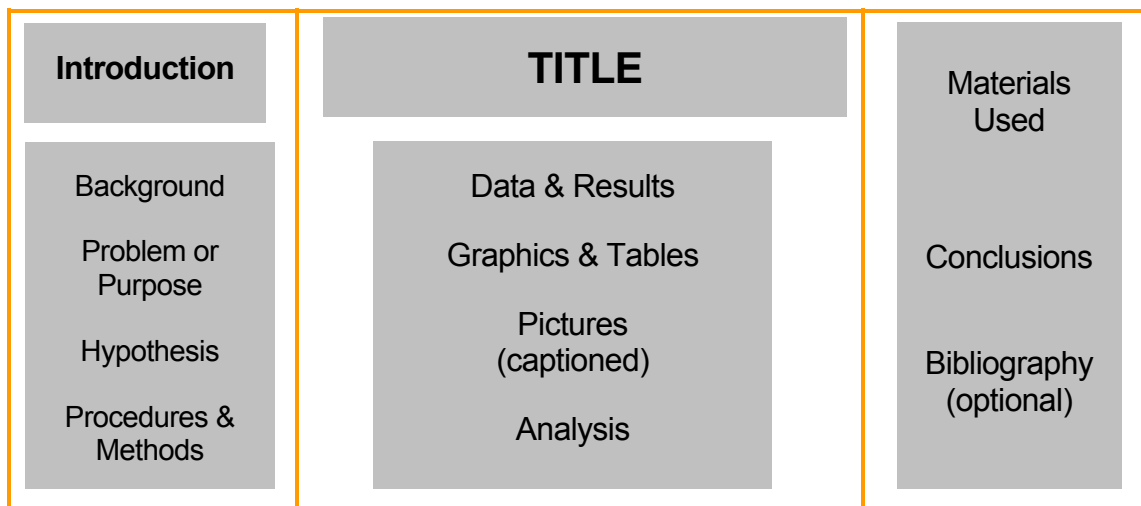 Introduction
Background
Problem or
Purpose
Hypothesis
Procedures &
Methods
TITLE
Data & Results
Graphics & Tables
Pictures
(captioned)
Analysis
Materials
Used
Conclusions
Bibliography
(optional)